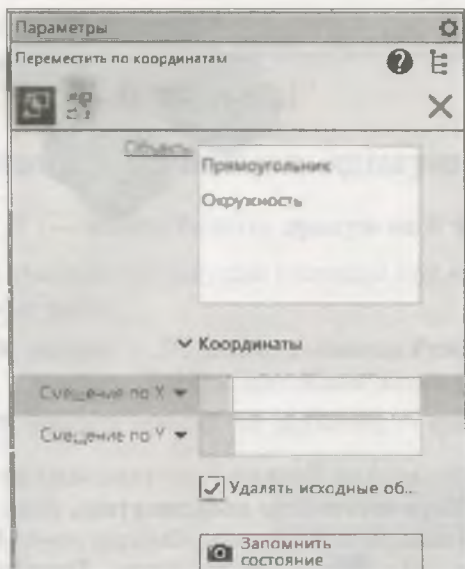 Параметры
Переместить по координатам
Объекты
Прямоугольник
Окружность
Координаты
Смещение по X
Смещение по Y
Удалять исходные об...
Запомнить
состояние